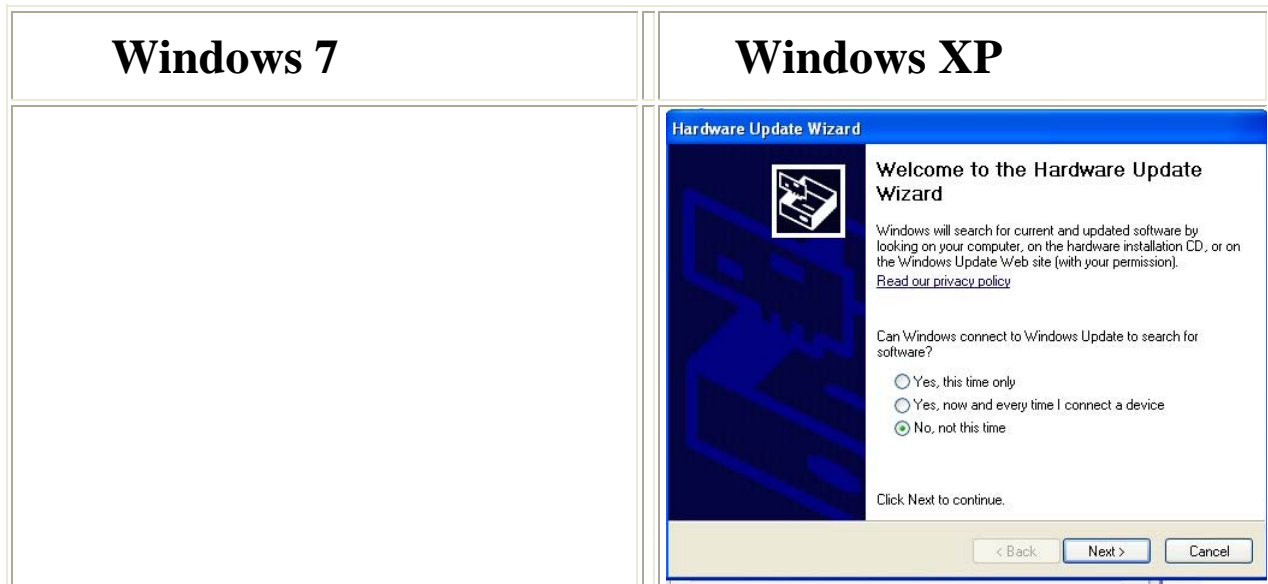 Windows 7
Windows XP
Hardware Update Wizard
Welcome to the Hardware Update
Wizard
Windows will search for current and updated software by
looking on your computer, on the hardware installation CD, or on
the Windows Update Web site (with your permission).
Read our privacy policy
Can Windows connect to Windows Update to search for
software?
Yes, this time only
Yes, now and every time I connect a device
No, not this time
Click Next to continue.
< Back
Next >
Cancel